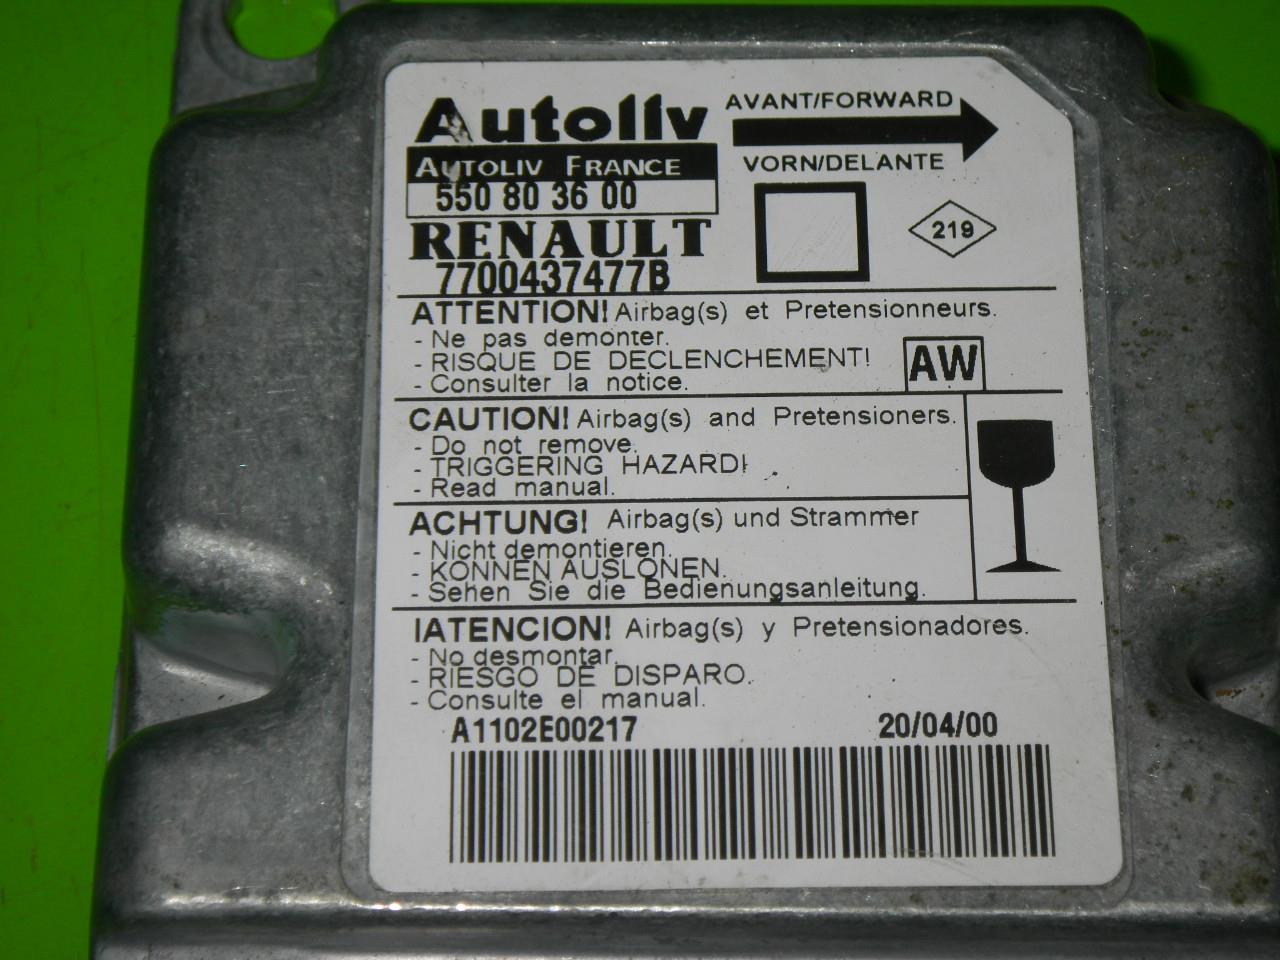 Autoliv
AUTOLIV FRANCE
550 80 36 00
RENAULT
7700437477B
AVANT/FORWARD
VORN/DELANTE
219
ATTENTION! Airbag(s) et Pretensionneurs.
- Ne pas demonter.
- RISQUE DE DECLENCHEMENT!
- Consulter la notice.
AW
CAUTION! Airbag(s) and Pretensioners.
- Do not remove.
- TRIGGERING HAZARD!
- Read manual.
ACHTUNG! Airbag(s) und Strammer
- Nicht demontieren.
- KONNEN AUSLONEN.
- Sehen Sie die Bedienungsanleitung.
IATENCION! Airbag(s) y Pretensionadores.
- No desmontar.
- RIESGO DE DISPARO.
- Consulte el manual.
A1102E00217 20/04/00